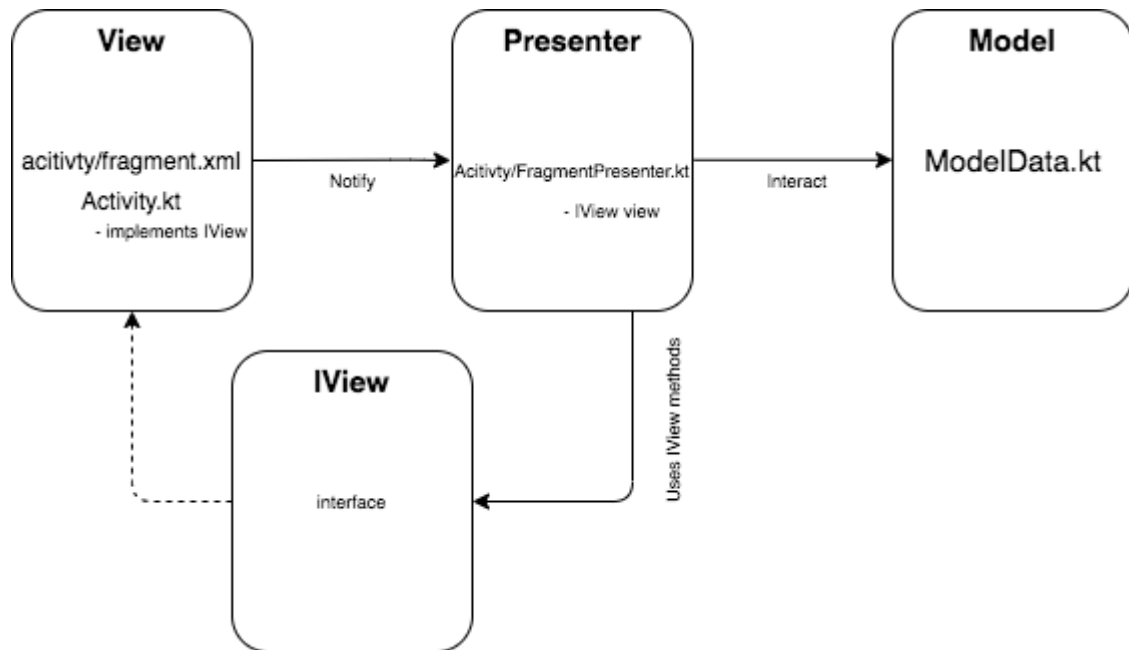 View
acitivty/fragment.xml
Activity.kt
- implements IView
Notify
Presenter
Acitivty/FragmentPresenter.kt
- IView view
Interact
Model
ModelData.kt
Uses IView methods
IView
interface